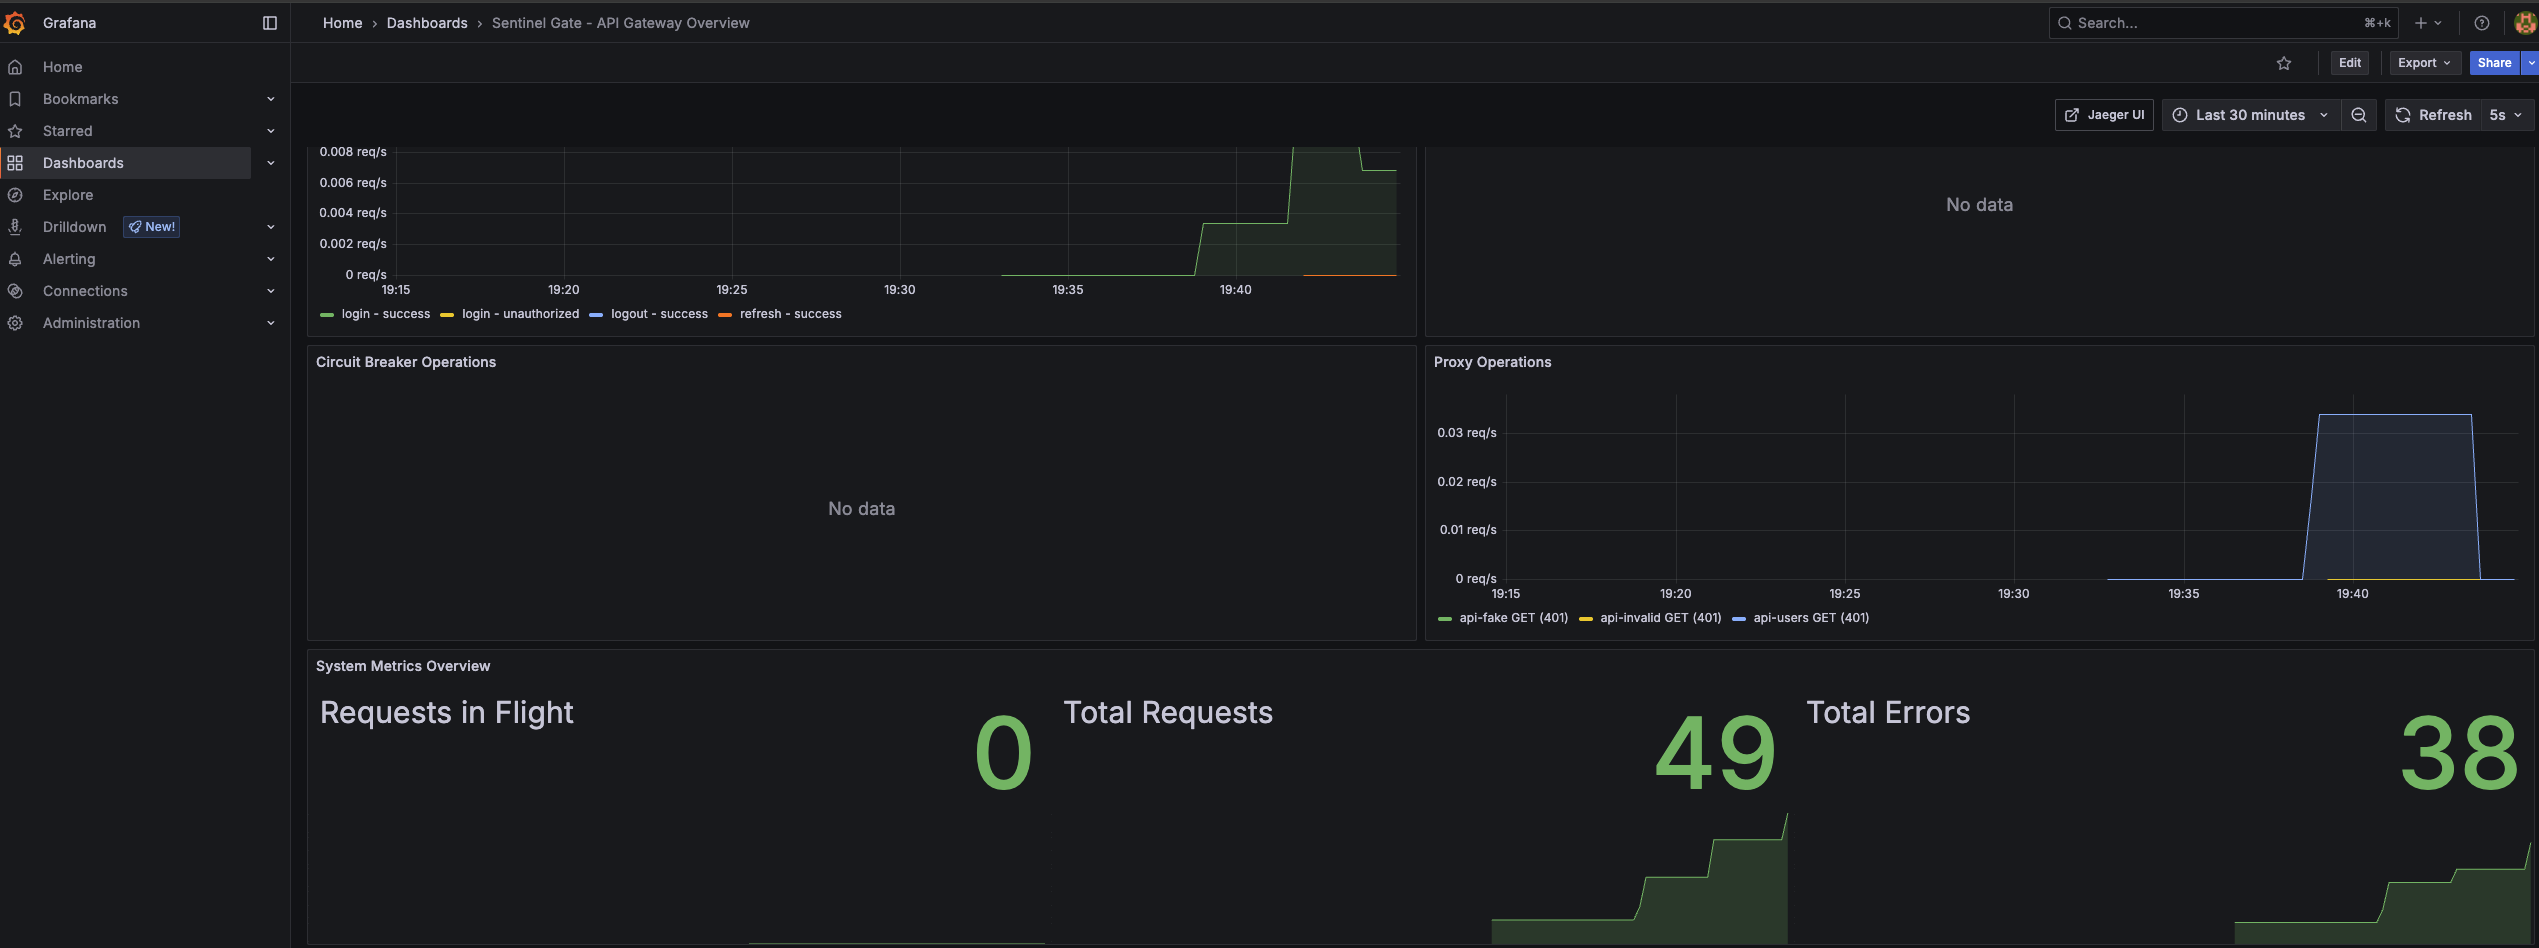 Grafana
Home › Dashboards › Sentinel Gate - API Gateway Overview
Search...
⌘+k
Home
Bookmarks
Starred
Dashboards
Explore
Drilldown New!
Alerting
Connections
Administration
Edit
Export
Share
Jaeger UI
Last 30 minutes
Refresh
5s
0.008 req/s
0.006 req/s
0.004 req/s
0.002 req/s
0 req/s
19:15 19:20 19:25 19:30 19:35 19:40
login - success login - unauthorized logout - success refresh - success
No data
Circuit Breaker Operations
No data
Proxy Operations
0.03 req/s
0.02 req/s
0.01 req/s
0 req/s
19:15 19:20 19:25 19:30 19:35 19:40
api-fake GET (401) api-invalid GET (401) api-users GET (401)
System Metrics Overview
Requests in Flight
0
Total Requests
49
Total Errors
38